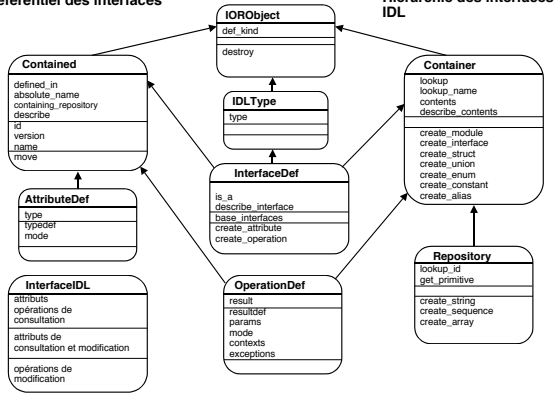 Hiérarchie des interfaces
IDL
IORObject
def_kind
destroy
Contained
defined_in
absolute_name
containing_repository
describe
id
version
name
move
IDLType
type
Container
lookup
lookup_name
contents
describe_contents
create_module
create_interface
create_struct
create_union
create_enum
create_constant
create_alias
InterfaceDef
is_a
describe_interface
base_interfaces
create_attribute
create_operation
AttributeDef
type
typedef
mode
Repository
lookup_id
get_primitive
create_string
create_sequence
create_array
InterfaceIDL
attributs
opérations de
consultation
attributs de
consultation et modification
opérations de
modification
OperationDef
result
resultdef
params
mode
contexts
exceptions